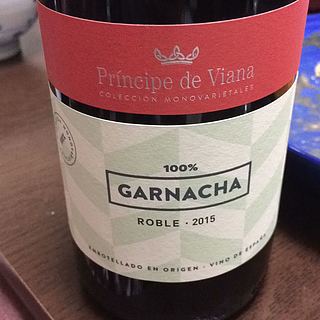 Príncipe de Viana
COLECCIÓN MONOVARIETALES
100%
GARNACHA
ROBLE · 2015
EMBOTELLADO EN ORIGEN · VINO DE ESPAÑA